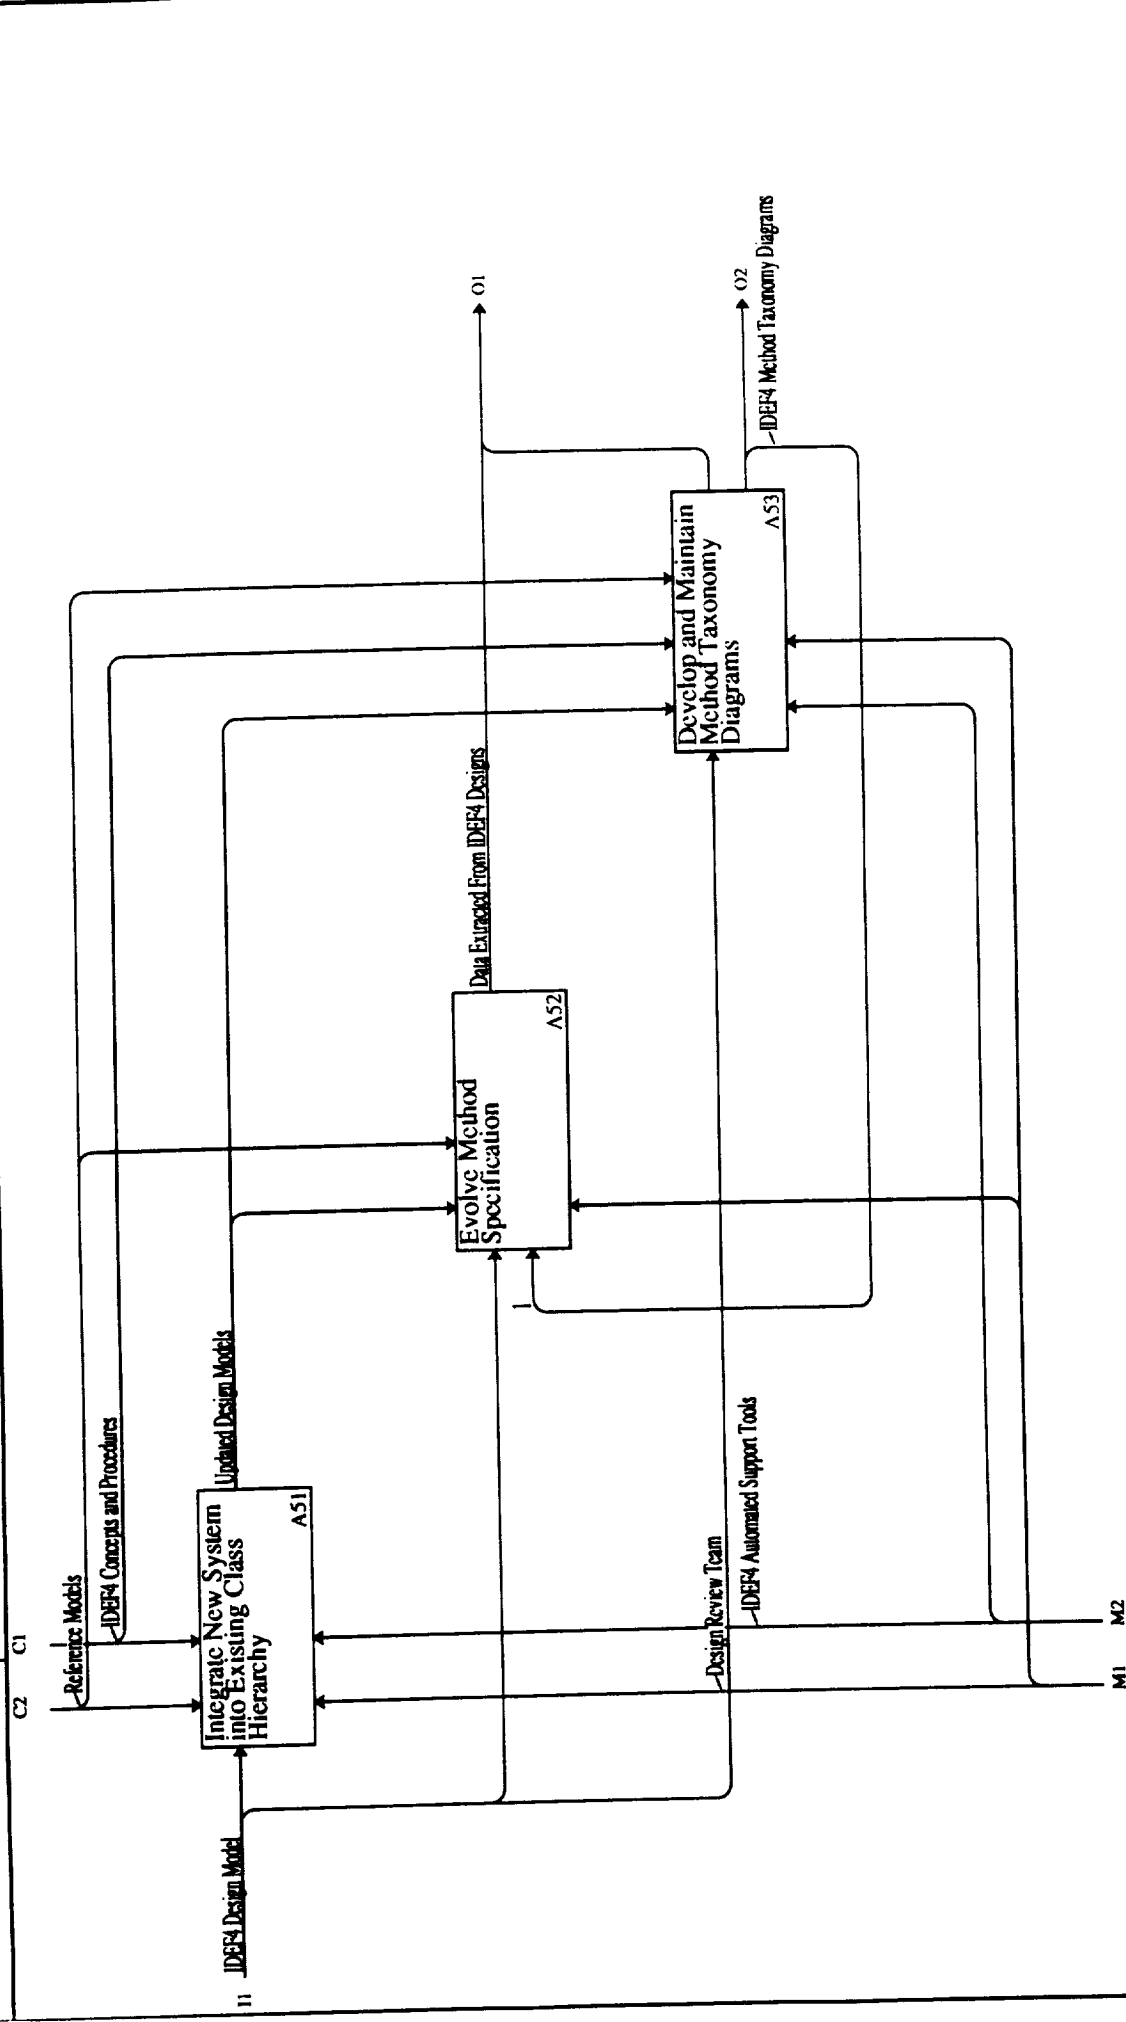 C2
C1
Reference Models
IDEF4 Concepts and Procedures
I1
IDEF4 Design Model
Integrate New System
into Existing Class
Hierarchy
A51
Updated Design Models
Evolve Method
Specification
A52
1
Data Extracted From IDEF4 Designs
O1
Develop and Maintain
Method Taxonomy
Diagrams
A53
O2
IDEF4 Method Taxonomy Diagrams
Design Review Team
IDEF4 Automated Support Tools
M1
M2